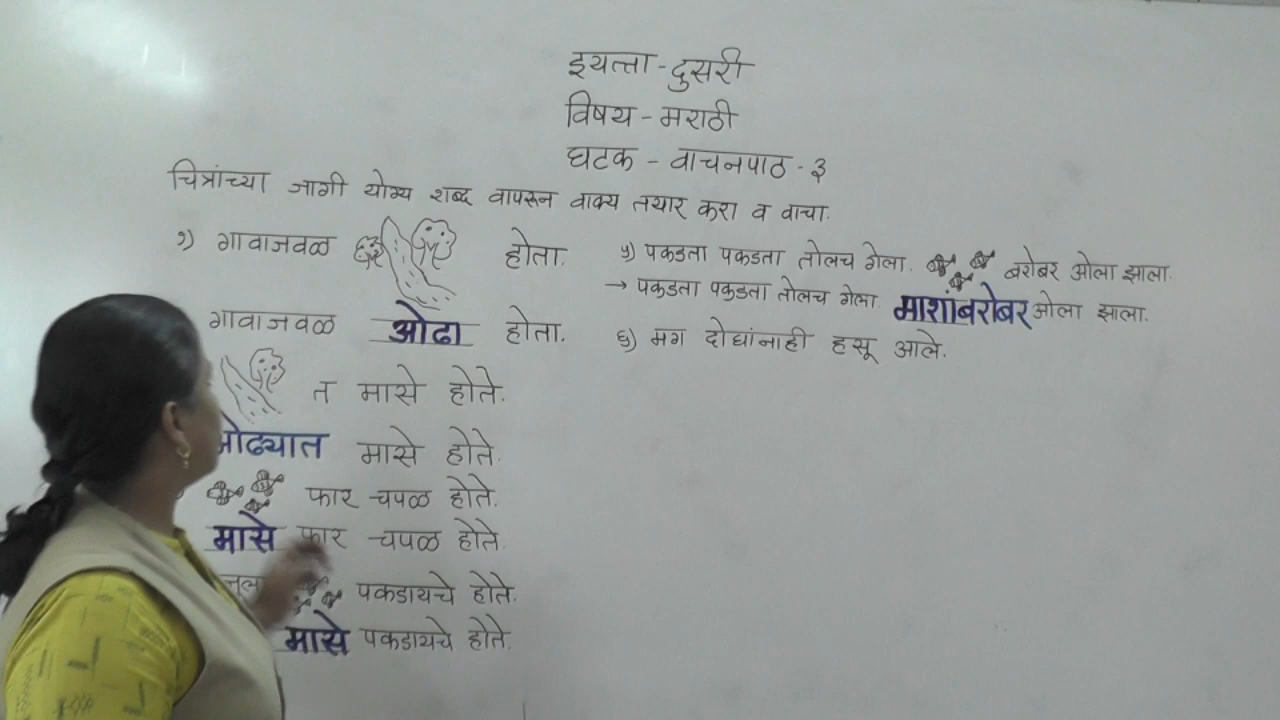 इयत्ता - दुसरी
विषय - मराठी
घटक - वाचनपाठ - ३
चित्रांच्या जागी योग्य शब्द वापरून वाक्य तयार करा व वाचा.
१) गावाजवळ होता.
गावाजवळ ओढा होता.
त मासे होते.
ओढ्यात मासे होते.
फार चपळ होते.
मासे फार चपळ होते.
पकडायचे होते.
मासे पकडायचे होते.
५) पकडता पकडता तोलच गेला. बरोबर ओला झाला.
→ पकडता पकडता तोलच गेला. माशांबरोबर ओला झाला.
६) मग दोघांनाही हसू आले.